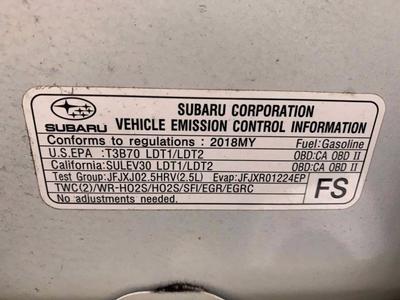 SUBARU CORPORATION
SUBARU VEHICLE EMISSION CONTROL INFORMATION
Conforms to regulations: 2018MY Fuel:Gasoline
U.S.EPA :T3B70 LDT1/LDT2 OBD:CA OBD II
California:SULEV30 LDT1/LDT2 OBD:CA OBD II
Test Group:JFJXJ02.5HRV(2.5L) Evap:JFJXR01224EP
TWC(2)/WR-HO2S/HO2S/SFI/EGR/EGRC FS
No adjustments needed.